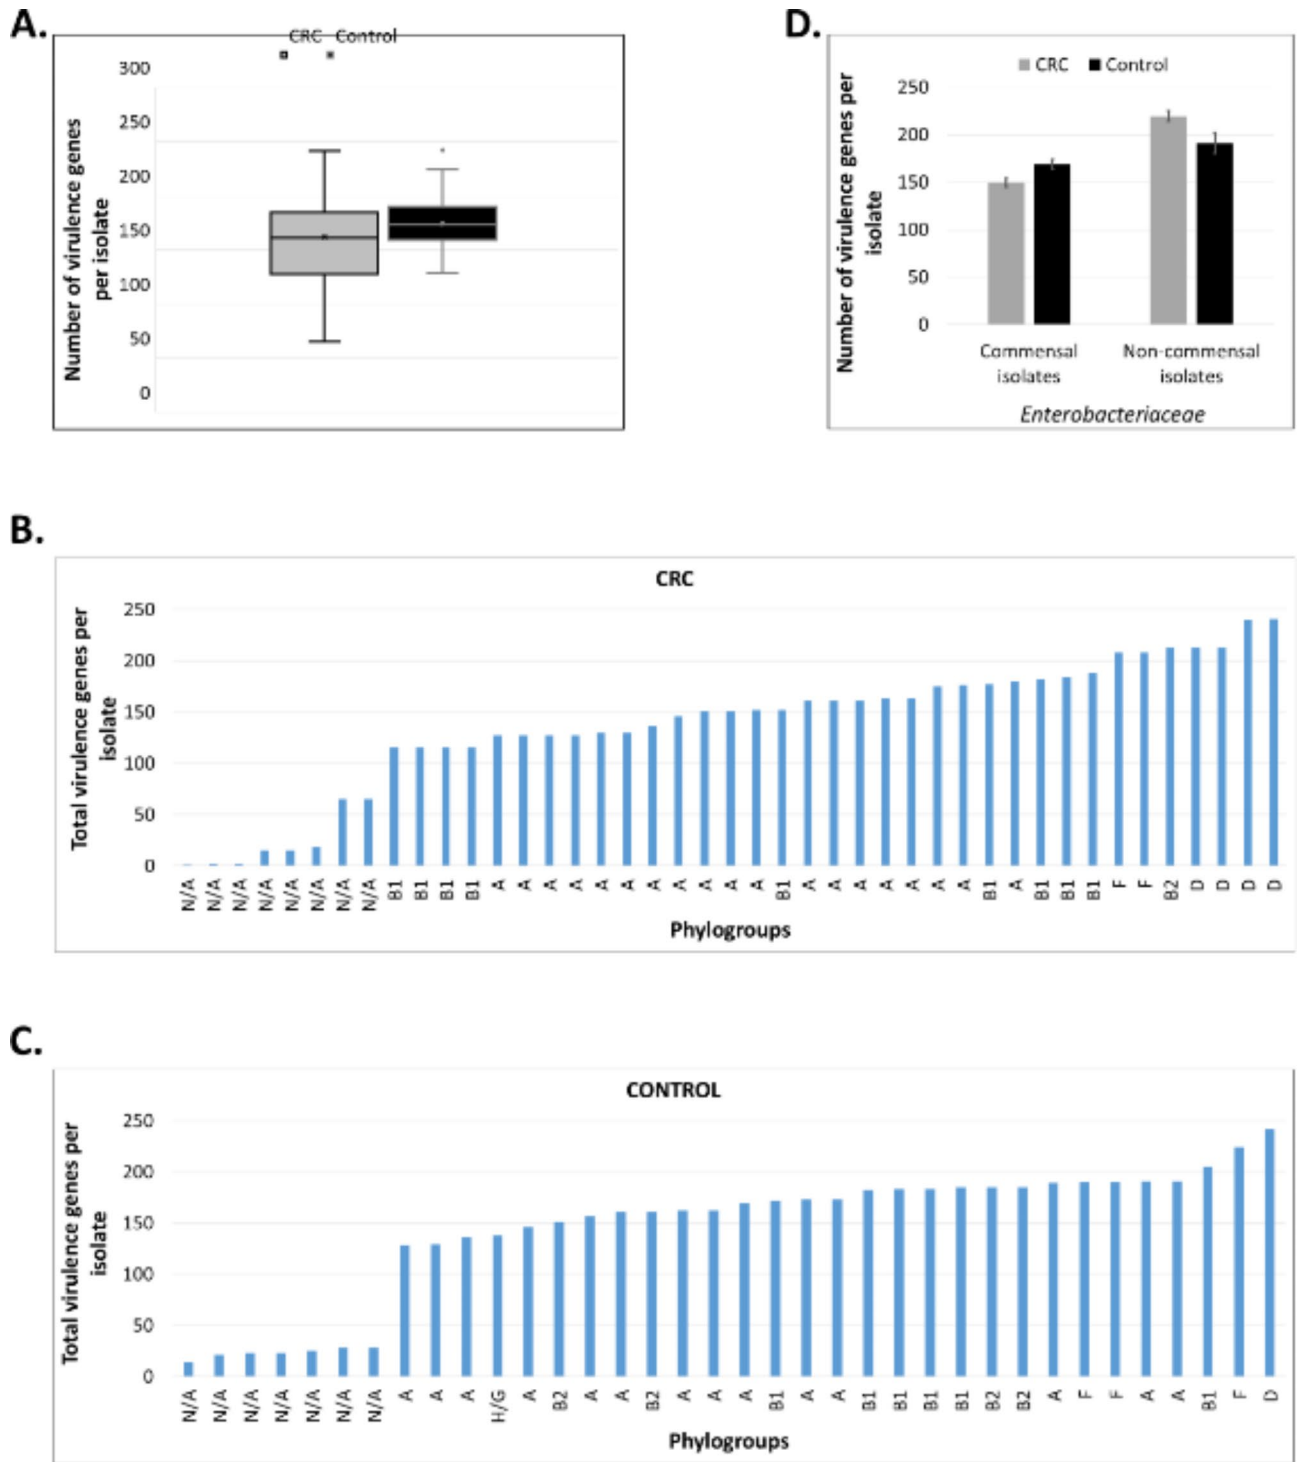 A.
CRC Control
300
250
200
150
100
50
0
Number of virulence genes
per isolate
D.
CRC Control
250
200
150
100
50
0
Number of virulence genes per
isolate
Commensal
isolates
Non-commensal
isolates
Enterobacteriaceae
B.
CRC
250
200
150
100
50
0
Total virulence genes per
isolate
N/A N/A N/A N/A N/A N/A N/A N/A B1 B1 B1 B1 A A A A A A A A A A A B1 A A A A A A A B1 A B1 B1 B1 F F B2 D D D D
Phylogroups
C.
CONTROL
250
200
150
100
50
0
Total virulence genes per
isolate
N/A N/A N/A N/A N/A N/A N/A A A A H/G A B2 A A B2 A A A B1 A A B1 B1 B1 B1 B2 B2 A F F A A B1 F D
Phylogroups